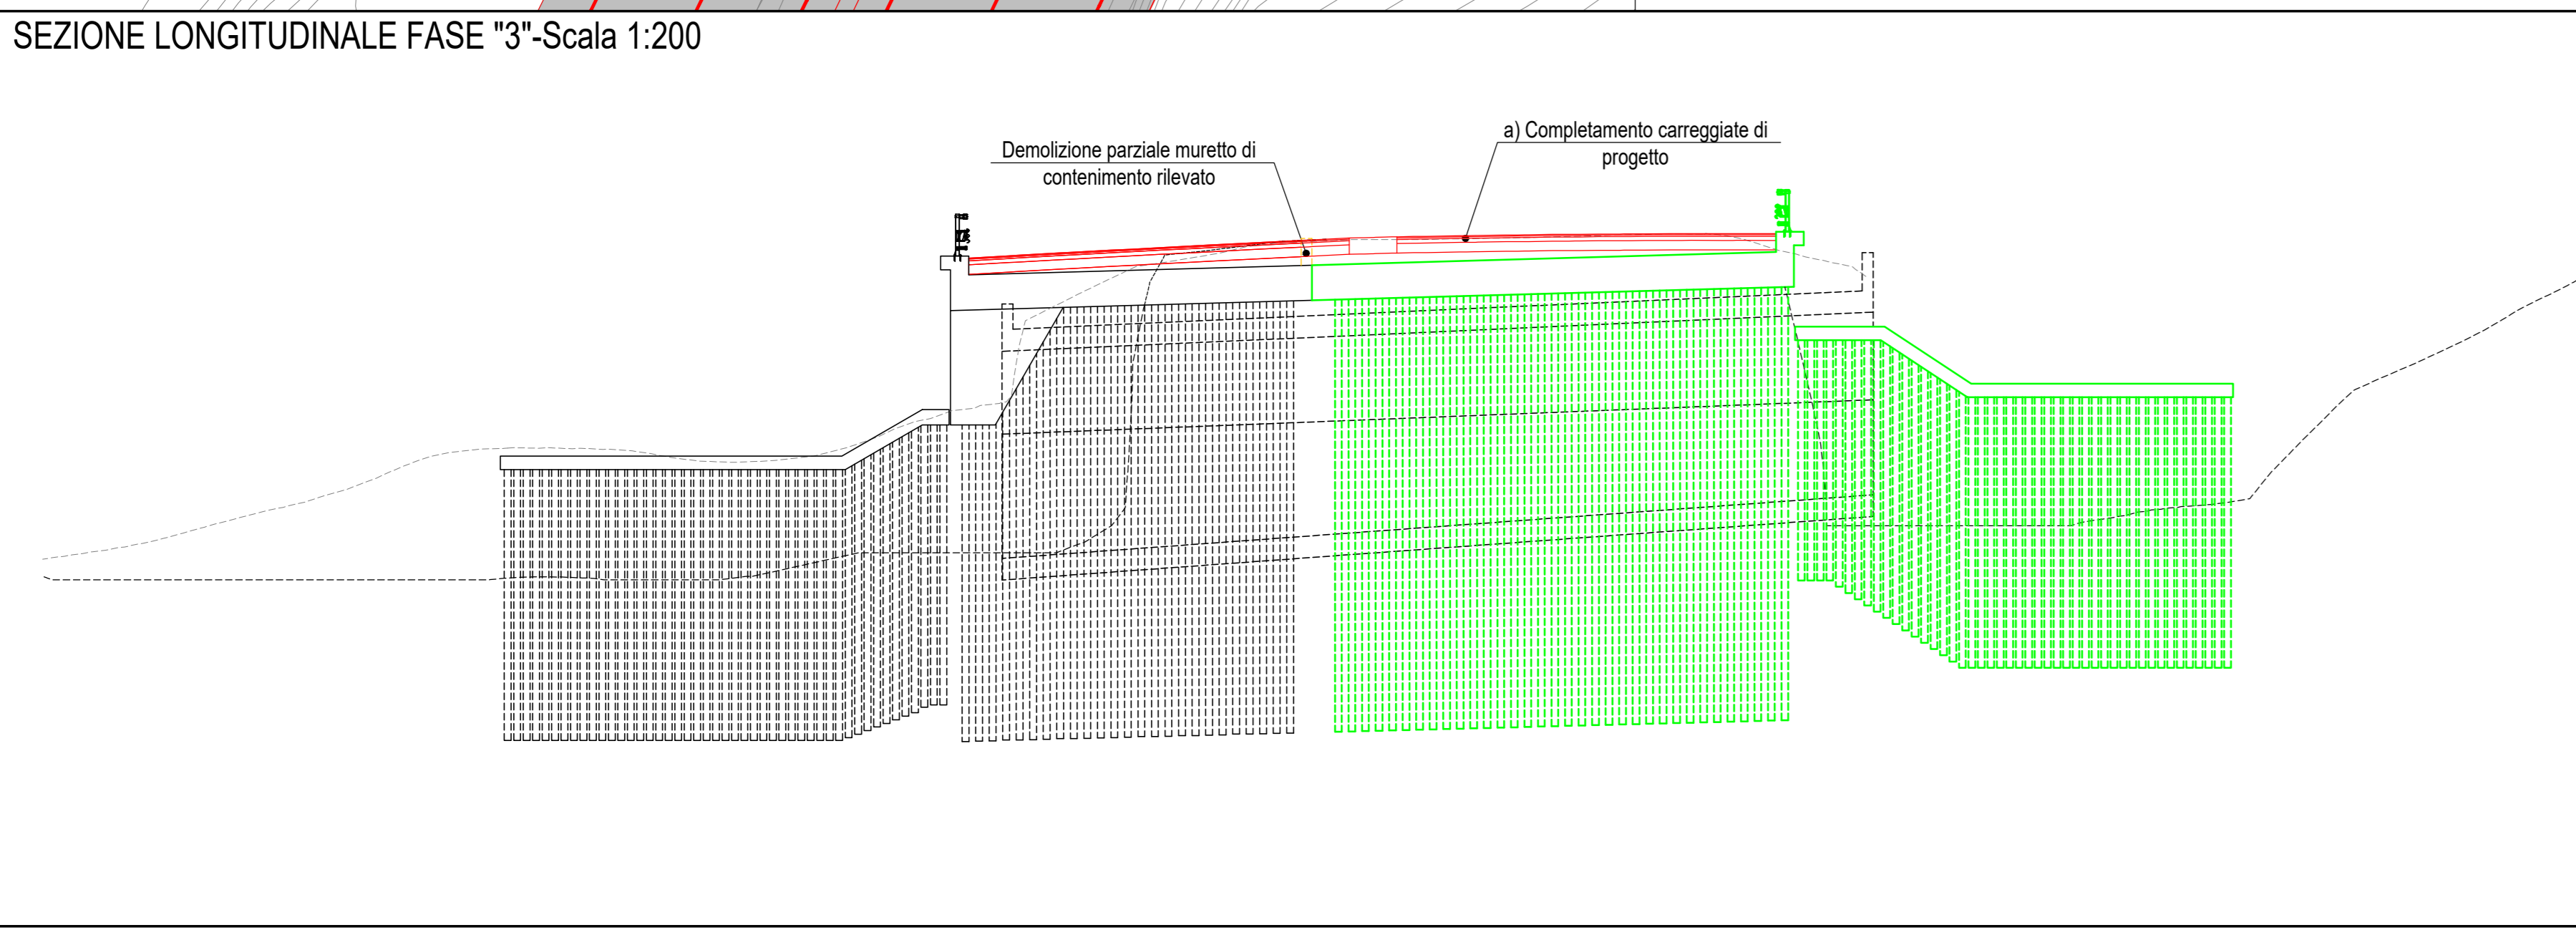 SEZIONE LONGITUDINALE FASE "3"-Scala 1:200
Demolizione parziale muretto di
contenimento rilevato
a) Completamento carreggiate di
progetto